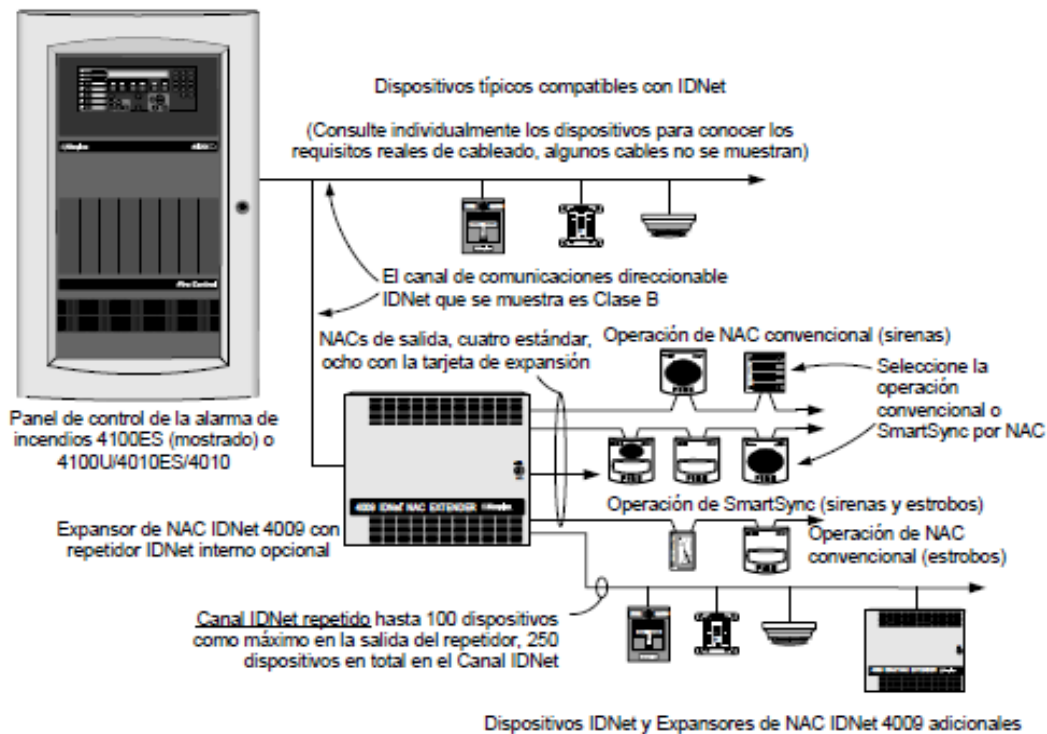 Dispositivos típicos compatibles con IDNet
(Consulte individualmente los dispositivos para conocer los
requisitos reales de cableado, algunos cables no se muestran)
El canal de comunicaciones direccionable
IDNet que se muestra es Clase B
NACs de salida, cuatro estándar,
ocho con la tarjeta de expansión
Operación de NAC convencional (sirenas)
Seleccione la
operación
convencional o
SmartSync por NAC
Panel de control de la alarma de
incendios 4100ES (mostrado) o
4100U/4010ES/4010
4009 IDNet NAC EXTENDER
Operación de SmartSync (sirenas y estrobos)
Expansor de NAC IDNet 4009 con
repetidor IDNet interno opcional
Operación de NAC
convencional (estrobos)
Canal IDNet repetido hasta 100 dispositivos
como máximo en la salida del repetidor, 250
dispositivos en total en el Canal IDNet
Dispositivos IDNet y Expansores de NAC IDNet 4009 adicionales